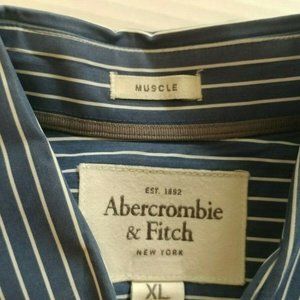 MUSCLE
EST. 1892
Abercrombie
& Fitch
NEW YORK
XL